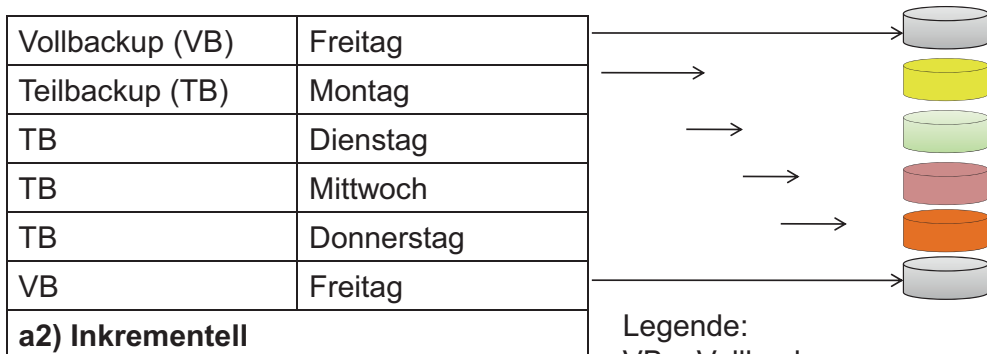 Vollbackup (VB) Freitag
Teilbackup (TB) Montag
TB Dienstag
TB Mittwoch
TB Donnerstag
VB Freitag
a2) Inkrementell
Legende: